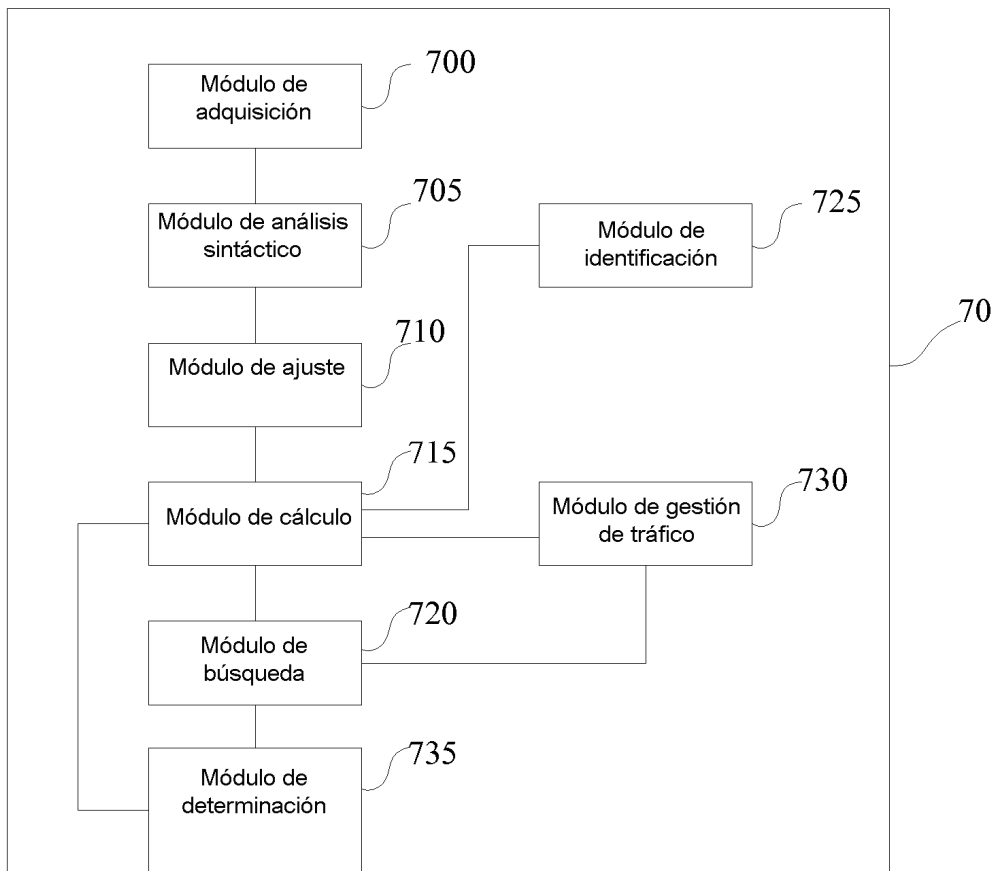 Módulo de
adquisición
700
Módulo de análisis
sintáctico
705
Módulo de
identificación
725
70
Módulo de ajuste
710
Módulo de cálculo
715
Módulo de gestión
de tráfico
730
Módulo de
búsqueda
720
Módulo de
determinación
735